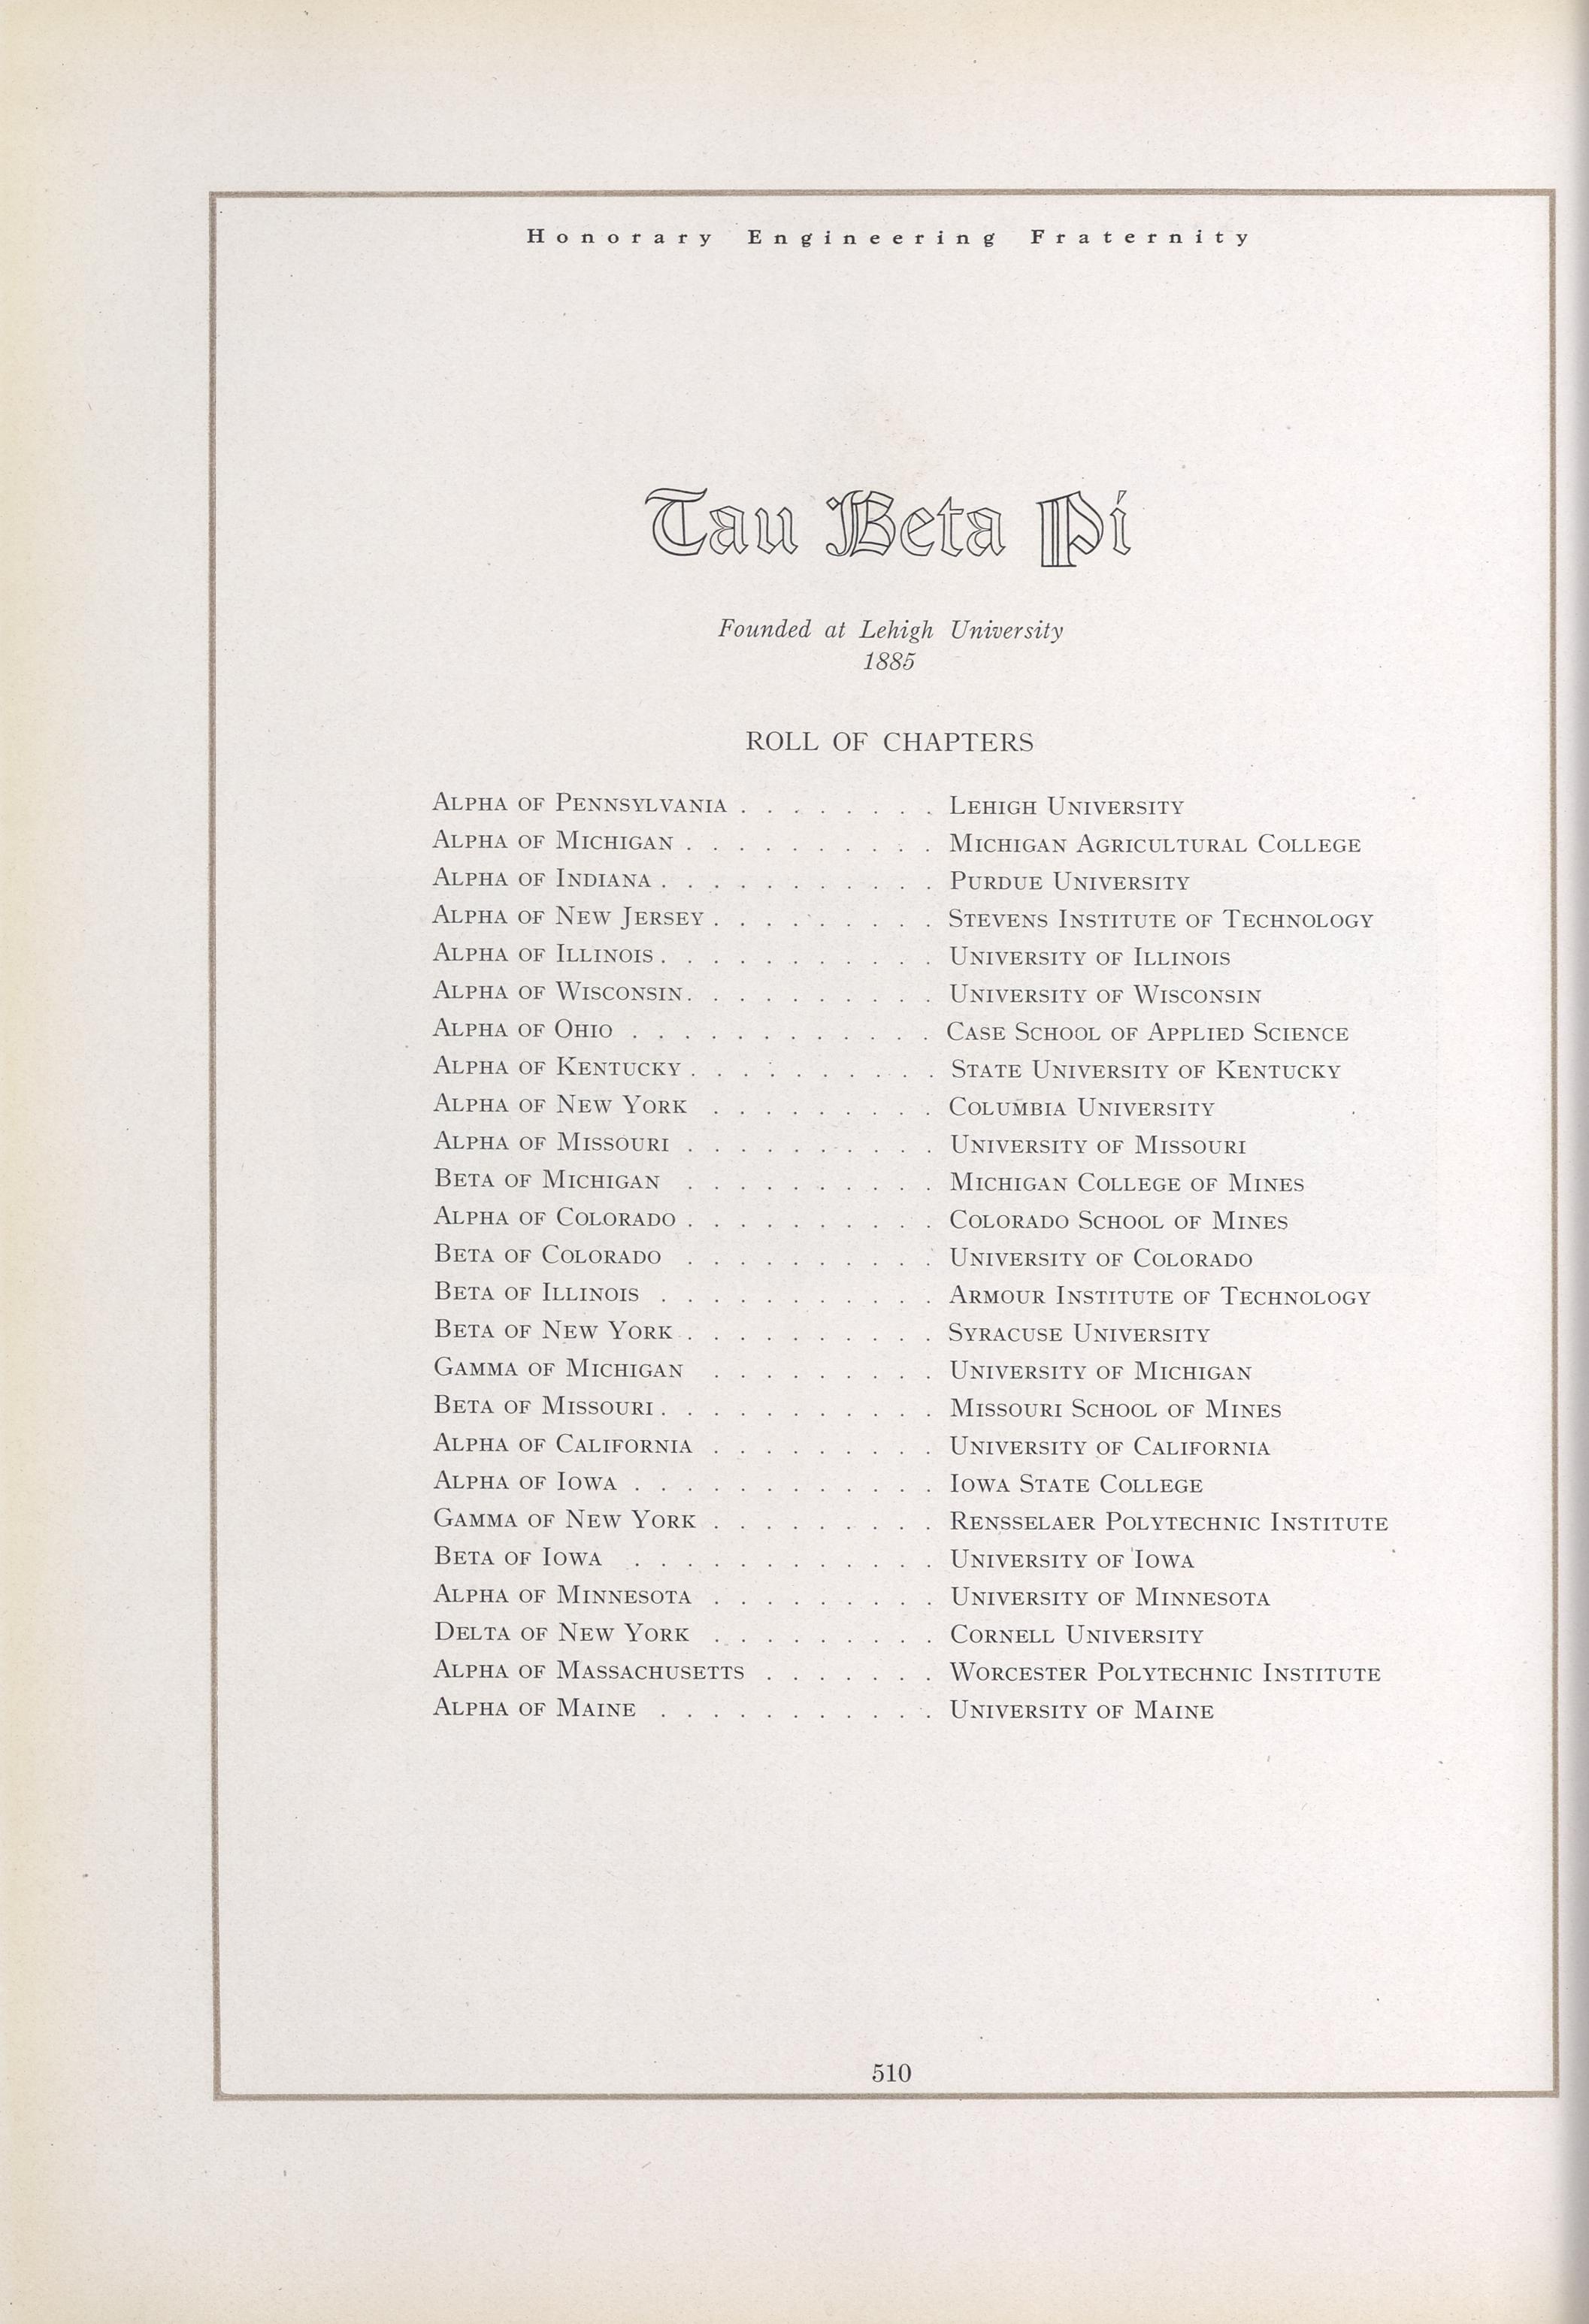 Honorary Engineering Fraternity
Tau Beta Pi
Founded at Lehigh University
1885
ROLL OF CHAPTERS
Alpha of Pennsylvania . . . . . . . . Lehigh University
Alpha of Michigan . . . . . . . . . . Michigan Agricultural College
Alpha of Indiana . . . . . . . . . . . Purdue University
Alpha of New Jersey . . . . . . . . . Stevens Institute of Technology
Alpha of Illinois . . . . . . . . . . . University of Illinois
Alpha of Wisconsin . . . . . . . . . . University of Wisconsin
Alpha of Ohio . . . . . . . . . . . . Case School of Applied Science
Alpha of Kentucky . . . . . . . . . . State University of Kentucky
Alpha of New York . . . . . . . . . Columbia University
Alpha of Missouri . . . . . . . . . . University of Missouri
Beta of Michigan . . . . . . . . . . Michigan College of Mines
Alpha of Colorado . . . . . . . . . . Colorado School of Mines
Beta of Colorado . . . . . . . . . . University of Colorado
Beta of Illinois . . . . . . . . . . . Armour Institute of Technology
Beta of New York . . . . . . . . . . Syracuse University
Gamma of Michigan . . . . . . . . . University of Michigan
Beta of Missouri . . . . . . . . . . . Missouri School of Mines
Alpha of California . . . . . . . . . University of California
Alpha of Iowa . . . . . . . . . . . . Iowa State College
Gamma of New York . . . . . . . . . Rensselaer Polytechnic Institute
Beta of Iowa . . . . . . . . . . . . University of Iowa
Alpha of Minnesota . . . . . . . . . University of Minnesota
Delta of New York . . . . . . . . . Cornell University
Alpha of Massachusetts . . . . . . . Worcester Polytechnic Institute
Alpha of Maine . . . . . . . . . . . University of Maine
510